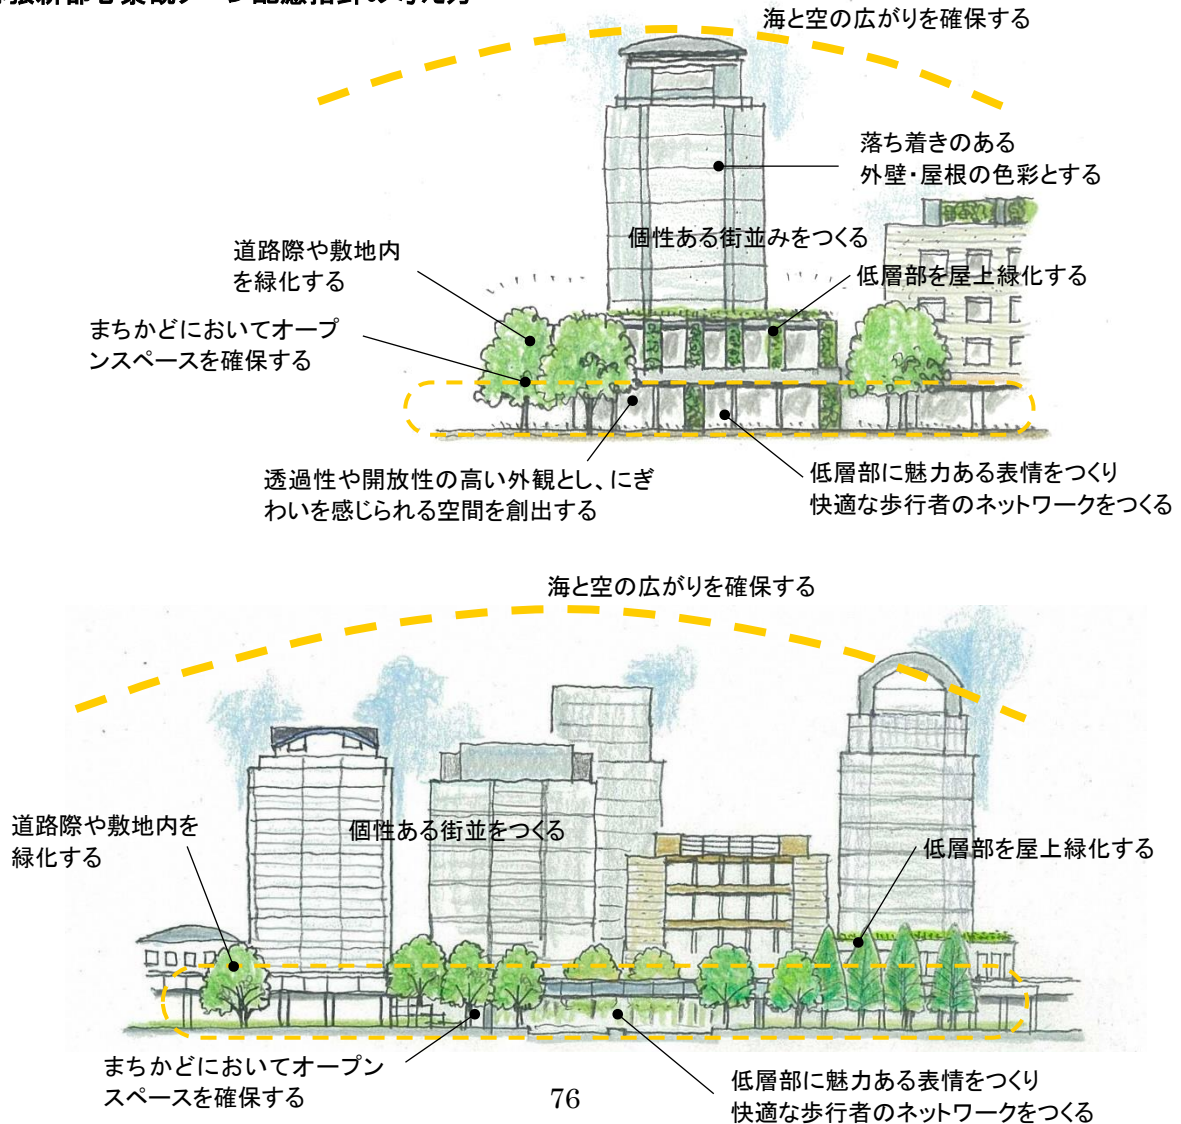 海と空の広がりを確保する
落ち着きのある
外壁・屋根の色彩とする
個性ある街並みをつくる
道路際や敷地内
を緑化する
低層部を屋上緑化する
まちかどにおいてオープ
ンスペースを確保する
透過性や開放性の高い外観とし、にぎ
わいを感じられる空間を創出する
低層部に魅力ある表情をつくり
快適な歩行者のネットワークをつくる
海と空の広がりを確保する
道路際や敷地内を
緑化する
個性ある街並をつくる
低層部を屋上緑化する
まちかどにおいてオープン
スペースを確保する
低層部に魅力ある表情をつくり
快適な歩行者のネットワークをつくる
76